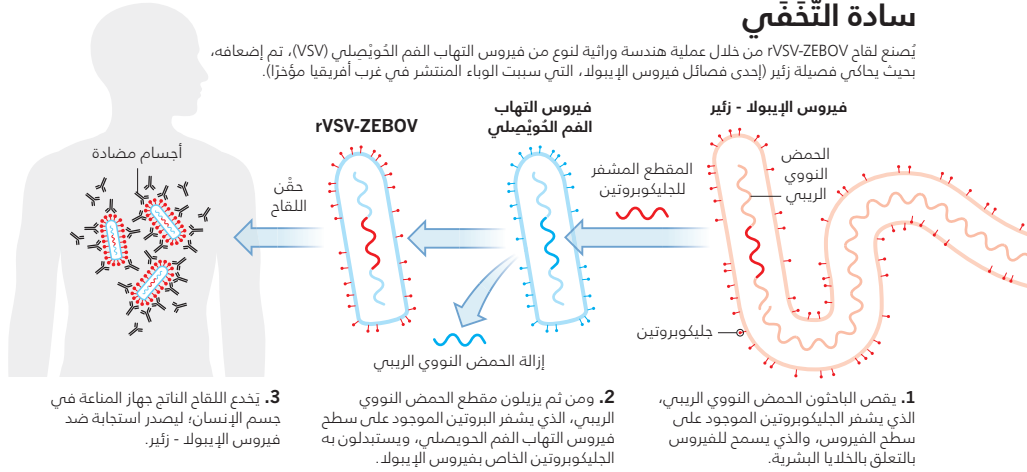 سادة التَّخَفِّي
يُصنع لقاح rVSV-ZEBOV من خلال عملية هندسة وراثية لنوع من فيروس التهاب الفم الحُويْصِلي (VSV)، تم إضعافه،
بحيث يحاكي فصيلة زئير (إحدى فصائل فيروس الإيبولا، التي سببت الوباء المنتشر في غرب أفريقيا مؤخرًا).
فيروس الإيبولا - زئير
فيروس التهاب
الفم الحُويْصِلي
rVSV-ZEBOV
الحمض
النووي
الريبي
المقطع المشفر
للجليكوبروتين
حقْن
اللقاح
أجسام مضادة
جليكوبروتين
إزالة الحمض النووي الريبي
1. يقص الباحثون الحمض النووي الريبي،
الذي يشفر الجليكوبروتين الموجود على
سطح الفيروس، والذي يسمح للفيروس
بالتعلق بالخلايا البشرية.
2. ومن ثم يزيلون مقطع الحمض النووي
الريبي، الذي يشفر البروتين الموجود على سطح
فيروس التهاب الفم الحويصلي، ويستبدلون به
الجليكوبروتين الخاص بفيروس الإيبولا.
3. يَخدع اللقاح الناتج جهاز المناعة في
جسم الإنسان؛ ليصدر استجابة ضد
فيروس الإيبولا - زئير.